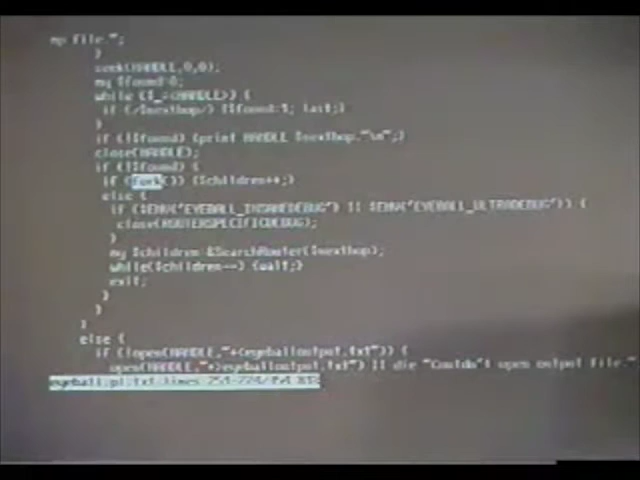 my file.";
}
seek(HANDLE,0,0);
my $found=0;
while ($_=<HANDLE>) {
if (/$nexthop/) {$found=1; last;}
}
if (!$found) {print HANDLE $nexthop."\n";}
close(HANDLE);
if (!$found) {
if (fork()) {$children++;}
else {
if ($ENV{'EYEBALL_INSANEDEBUG'} || $ENV{'EYEBALL_ULTRADEBUG'}) {
close(ROUTERSPECIFICDEBUG);
}
my $children=&SearchRouter($nexthop);
while($children--) {wait;}
exit;
}
}
}
else {
if (!open(HANDLE,"+<eyeballoutput.txt")) {
open(HANDLE,"+>eyeballoutput.txt") || die "Couldn't open output file."
eyeball.pl.txt lines